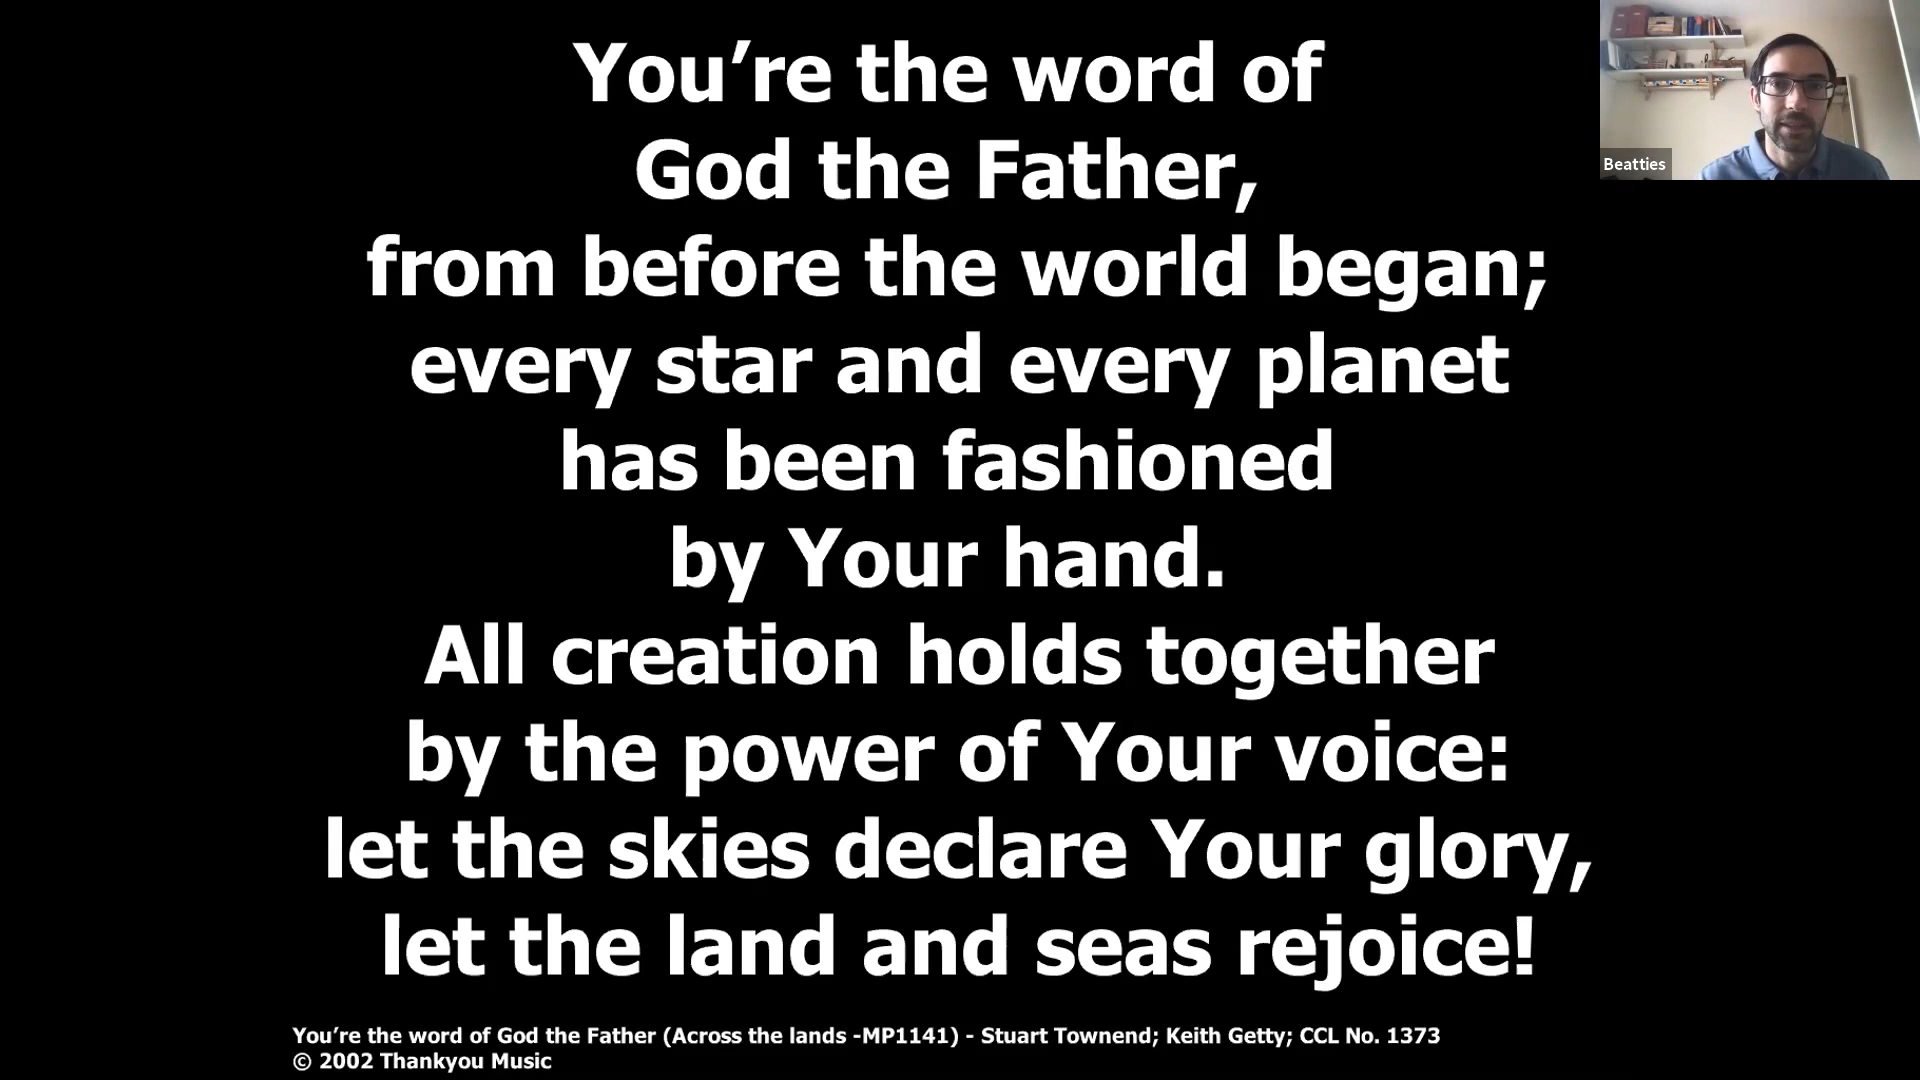 You’re the word of
God the Father,
from before the world began;
every star and every planet
has been fashioned
by Your hand.
All creation holds together
by the power of Your voice:
let the skies declare Your glory,
let the land and seas rejoice!
You’re the word of God the Father (Across the lands -MP1141) - Stuart Townend; Keith Getty; CCL No. 1373
© 2002 Thankyou Music
Beatties